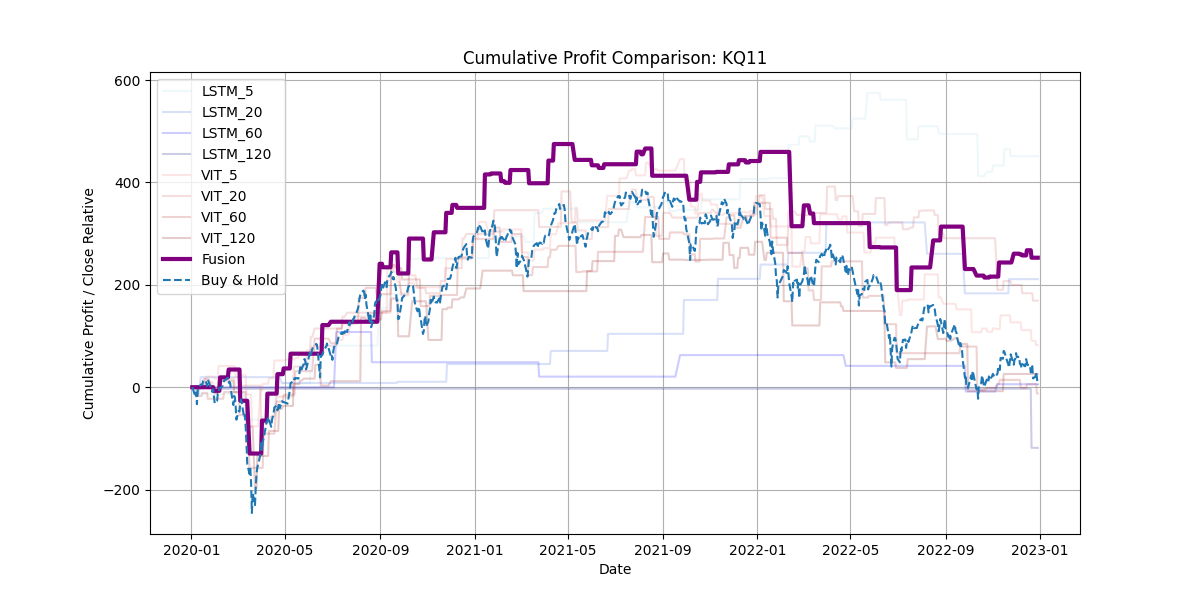 Cumulative Profit Comparison: KQ11
Cumulative Profit / Close Relative
600
400
200
0
−200
LSTM_5
LSTM_20
LSTM_60
LSTM_120
VIT_5
VIT_20
VIT_60
VIT_120
Fusion
Buy & Hold
2020-01 2020-05 2020-09 2021-01 2021-05 2021-09 2022-01 2022-05 2022-09 2023-01
Date